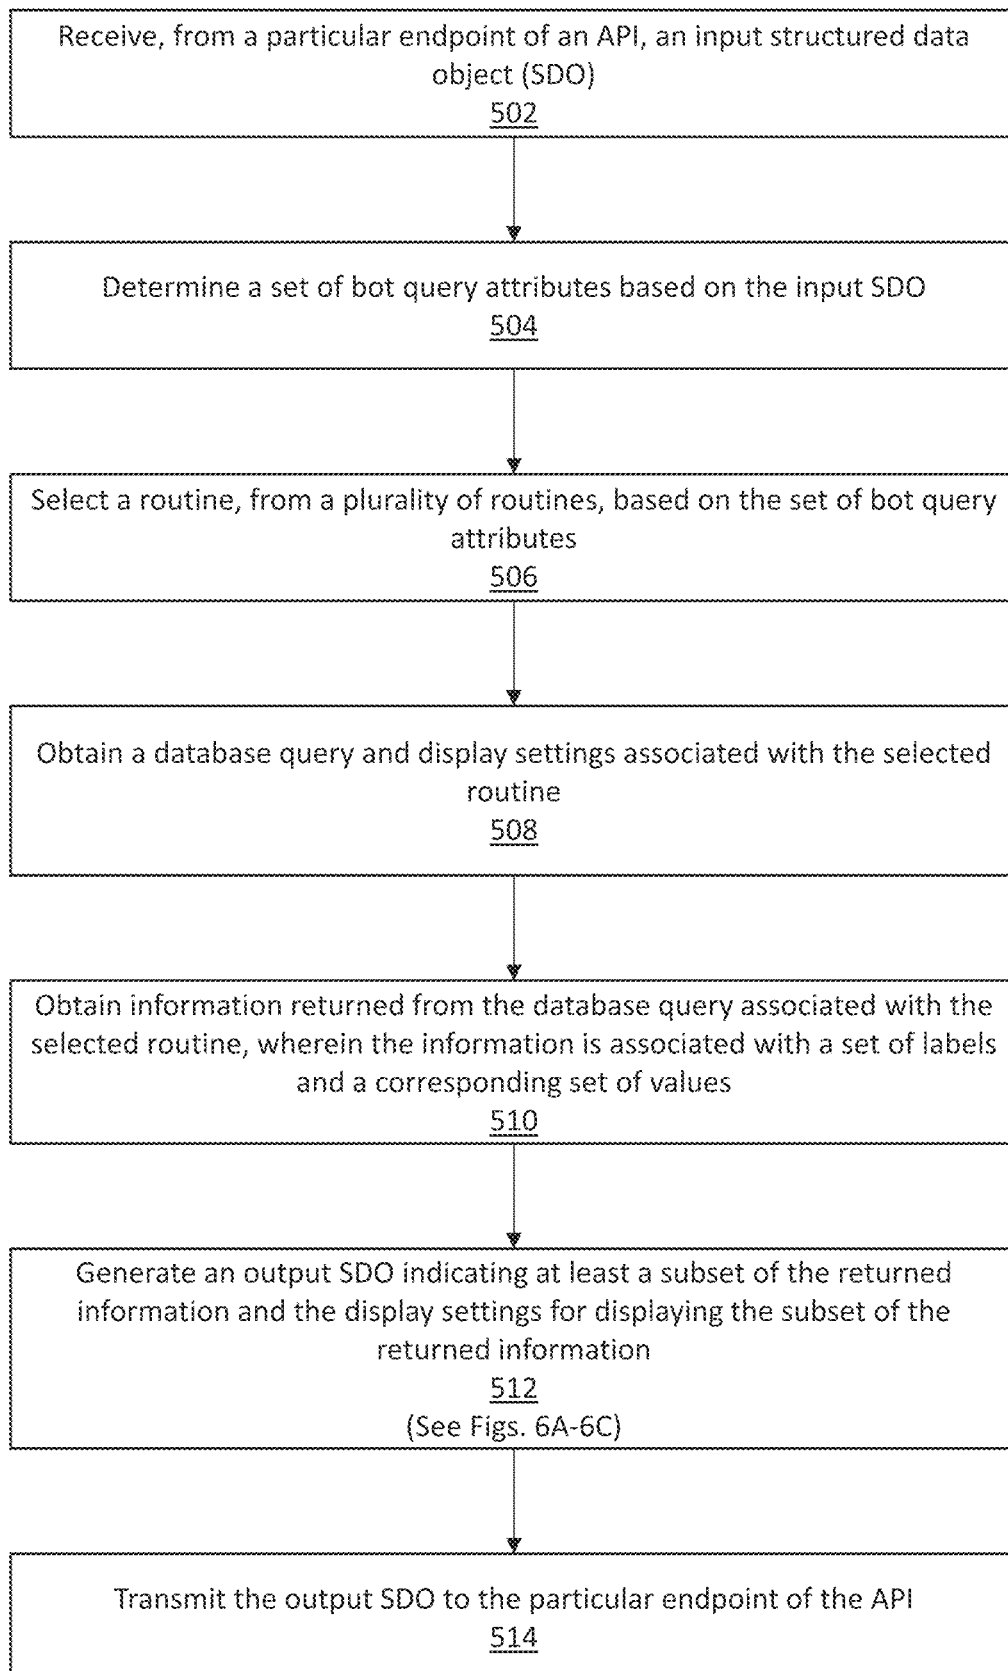 Receive, from a particular endpoint of an API, an input structured data
object (SDO)
502
Determine a set of bot query attributes based on the input SDO
504
Select a routine, from a plurality of routines, based on the set of bot query
attributes
506
Obtain a database query and display settings associated with the selected
routine
508
Obtain information returned from the database query associated with the
selected routine, wherein the information is associated with a set of labels
and a corresponding set of values
510
Generate an output SDO indicating at least a subset of the returned
information and the display settings for displaying the subset of the
returned information
512
(See Figs. 6A-6C)
Transmit the output SDO to the particular endpoint of the API
514